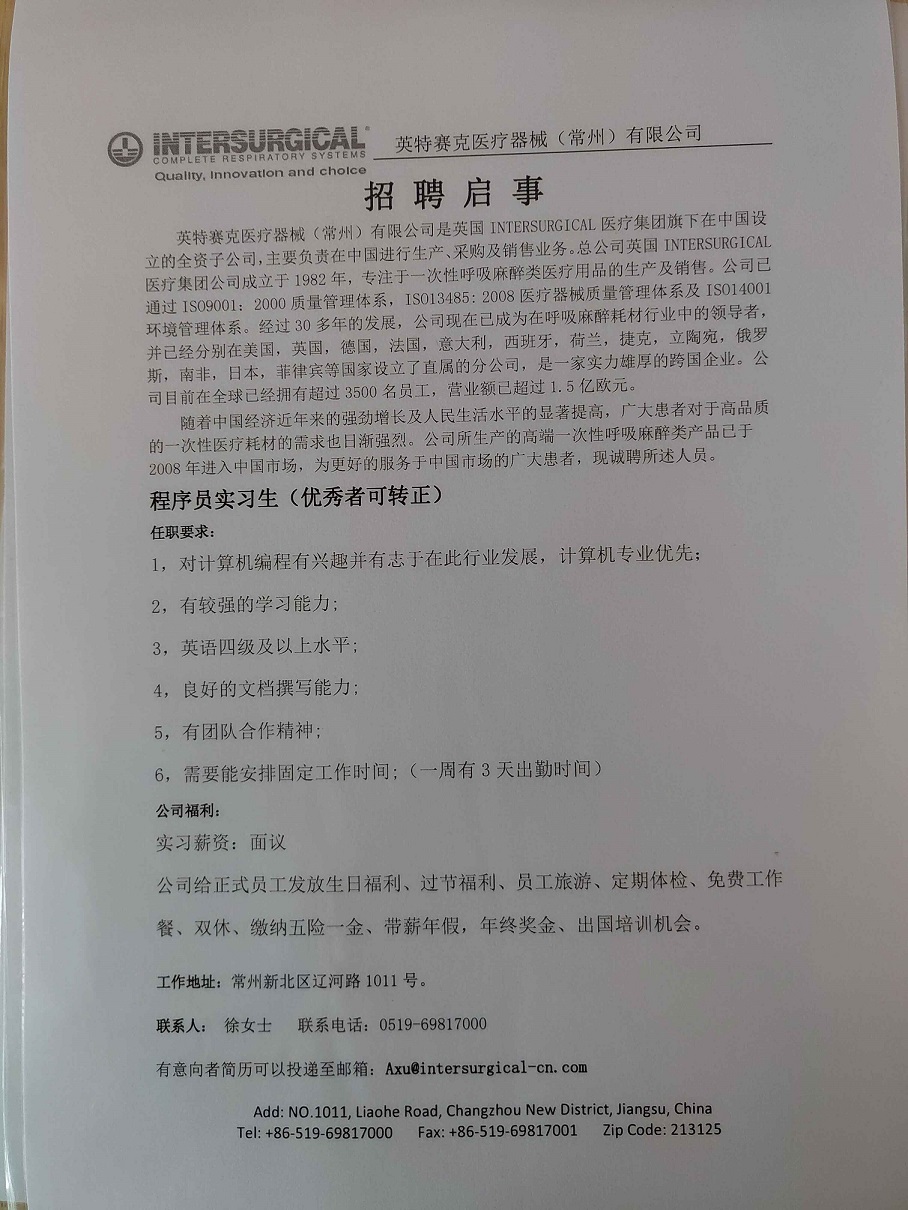 INTERSURGICAL®
COMPLETE RESPIRATORY SYSTEMS
Quality, innovation and choice
英特赛克医疗器械（常州）有限公司
招 聘 启 事
英特赛克医疗器械（常州）有限公司是英国 INTERSURGICAL 医疗集团旗下在中国设
立的全资子公司,主要负责在中国进行生产、采购及销售业务。总公司英国 INTERSURGICAL
医疗集团公司成立于 1982 年，专注于一次性呼吸麻醉类医疗用品的生产及销售。公司已
通过 ISO9001: 2000 质量管理体系，ISO13485: 2008 医疗器械质量管理体系及 ISO14001
环境管理体系。经过 30 多年的发展，公司现在已成为在呼吸麻醉耗材行业中的领导者，
并已经分别在美国，英国，德国，法国，意大利，西班牙，荷兰，捷克，立陶宛，俄罗
斯，南非，日本，菲律宾等国家设立了直属的分公司，是一家实力雄厚的跨国企业。公
司目前在全球已经拥有超过 3500 名员工，营业额已超过 1.5 亿欧元。
随着中国经济近年来的强劲增长及人民生活水平的显著提高，广大患者对于高品质
的一次性医疗耗材的需求也日渐强烈。公司所生产的高端一次性呼吸麻醉类产品已于
2008 年进入中国市场，为更好的服务于中国市场的广大患者，现诚聘所述人员。
程序员实习生（优秀者可转正）
任职要求：
1，对计算机编程有兴趣并有志于在此行业发展，计算机专业优先；
2，有较强的学习能力；
3，英语四级及以上水平；
4，良好的文档撰写能力；
5，有团队合作精神；
6，需要能安排固定工作时间；（一周有 3 天出勤时间）
公司福利：
实习薪资：面议
公司给正式员工发放生日福利、过节福利、员工旅游、定期体检、免费工作
餐、双休、缴纳五险一金、带薪年假，年终奖金、出国培训机会。
工作地址：常州新北区辽河路 1011 号。
联系人： 徐女士 联系电话：0519-69817000
有意向者简历可以投递至邮箱：Axu@intersurgical-cn.com
Add: NO.1011, Liaohe Road, Changzhou New District, Jiangsu, China
Tel: +86-519-69817000 Fax: +86-519-69817001 Zip Code: 213125